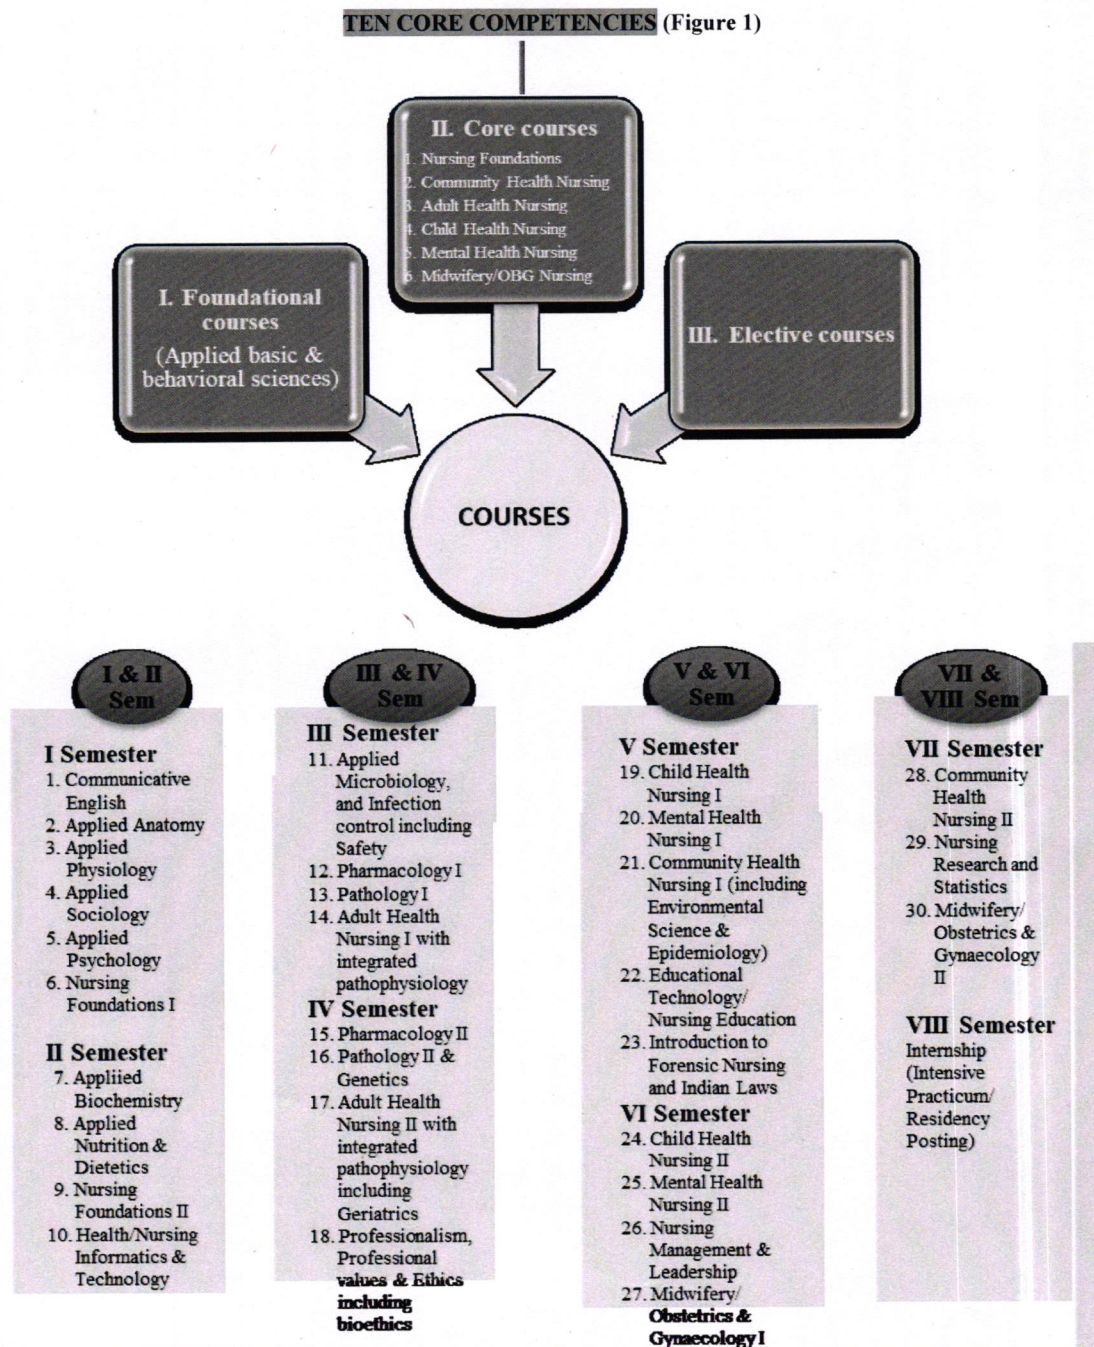 TEN CORE COMPETENCIES (Figure 1)
II. Core courses
1. Nursing Foundations
2. Community Health Nursing
3. Adult Health Nursing
4. Child Health Nursing
5. Mental Health Nursing
6. Midwifery/OBG Nursing
I. Foundational
courses
(Applied basic &
behavioral sciences)
III. Elective courses
COURSES
I & II
Sem
I Semester
1. Communicative
English
2. Applied Anatomy
3. Applied
Physiology
4. Applied
Sociology
5. Applied
Psychology
6. Nursing
Foundations I
II Semester
7. Appliied
Biochemistry
8. Applied
Nutrition &
Dietetics
9. Nursing
Foundations II
10. Health/Nursing
Informatics &
Technology
III & IV
Sem
III Semester
11. Applied
Microbiology,
and Infection
control including
Safety
12. Pharmacology I
13. Pathology I
14. Adult Health
Nursing I with
integrated
pathophysiology
IV Semester
15. Pharmacology II
16. Pathology II &
Genetics
17. Adult Health
Nursing II with
integrated
pathophysiology
including
Geriatrics
18. Professionalism,
Professional
values & Ethics
including
bioethics
V & VI
Sem
V Semester
19. Child Health
Nursing I
20. Mental Health
Nursing I
21. Community Health
Nursing I (including
Environmental
Science &
Epidemiology)
22. Educational
Technology/
Nursing Education
23. Introduction to
Forensic Nursing
and Indian Laws
VI Semester
24. Child Health
Nursing II
25. Mental Health
Nursing II
26. Nursing
Management &
Leadership
27. Midwifery/
Obstetrics &
Gynaecology I
VII &
VIII Sem
VII Semester
28. Community
Health
Nursing II
29. Nursing
Research and
Statistics
30. Midwifery/
Obstetrics &
Gynaecology
II
VIII Semester
Internship
(Intensive
Practicum/
Residency
Posting)